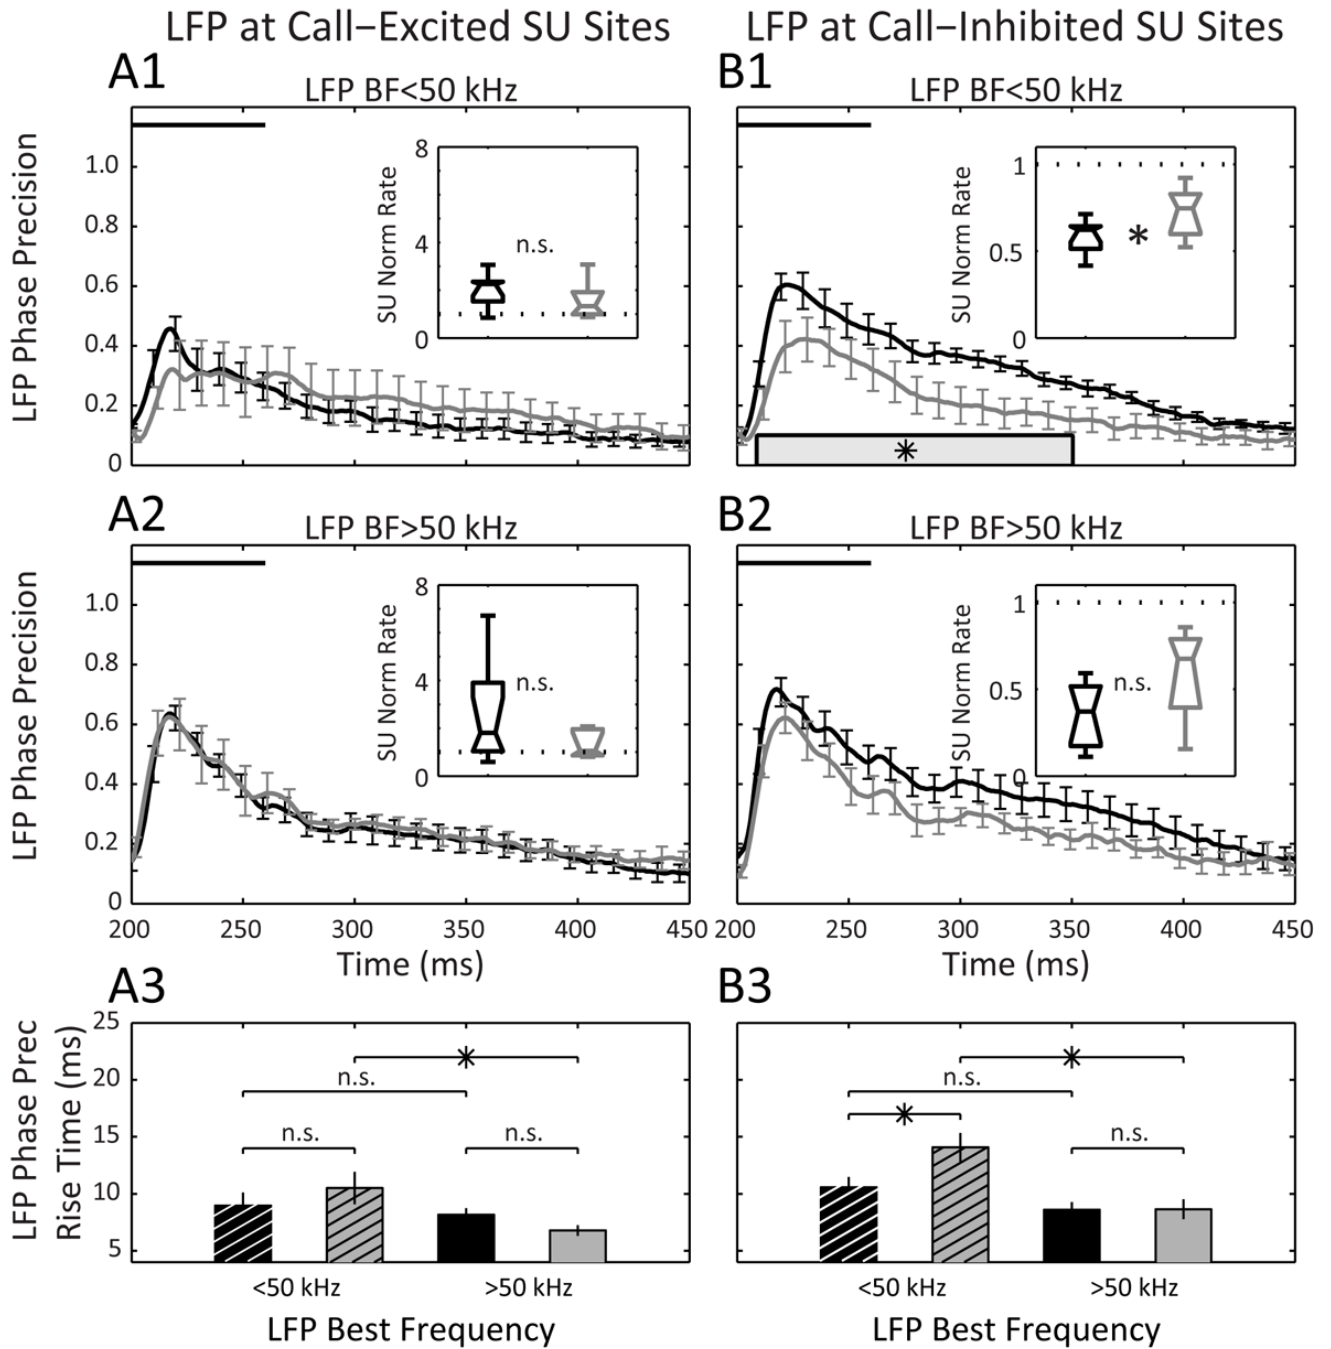 LFP at Call−Excited SU Sites
LFP at Call−Inhibited SU Sites
A1
LFP BF<50 kHz
LFP Phase Precision
1.0
0.8
0.6
0.4
0.2
0
SU Norm Rate
8
4
0
n.s.
B1
LFP BF<50 kHz
SU Norm Rate
1
0.5
0
*
*
A2
LFP BF>50 kHz
LFP Phase Precision
1.0
0.8
0.6
0.4
0.2
0
SU Norm Rate
8
4
0
n.s.
200 250 300 350 400 450
Time (ms)
B2
LFP BF>50 kHz
SU Norm Rate
1
0.5
0
n.s.
200 250 300 350 400 450
Time (ms)
A3
LFP Phase Prec
Rise Time (ms)
25
20
15
10
5
*
n.s.
n.s. n.s.
<50 kHz >50 kHz
LFP Best Frequency
B3
*
n.s.
* n.s.
<50 kHz >50 kHz
LFP Best Frequency